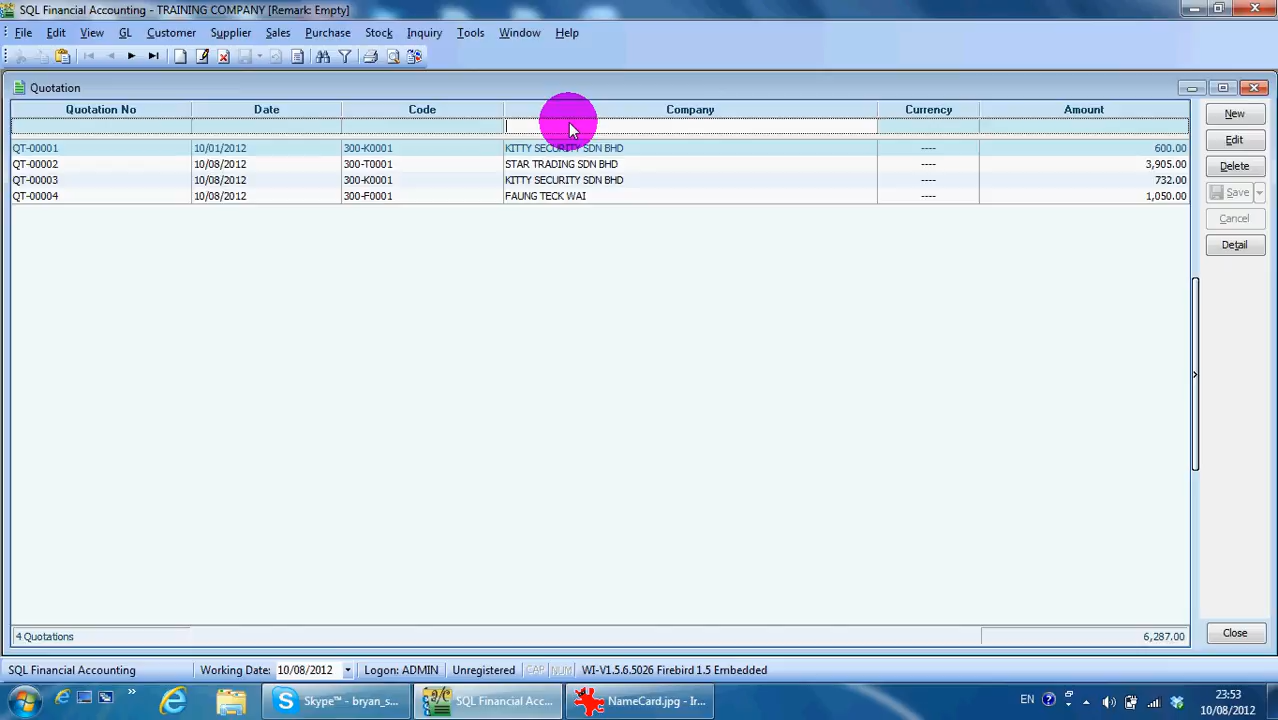 SQL Financial Accounting - TRAINING COMPANY [Remark: Empty]
File Edit View GL Customer Supplier Sales Purchase Stock Inquiry Tools Window Help
Quotation
Quotation No Date Code Company Currency Amount
QT-00001 10/01/2012 300-K0001 KITTY SECURITY SDN BHD ---- 600.00
QT-00002 10/08/2012 300-T0001 STAR TRADING SDN BHD ---- 3,905.00
QT-00003 10/08/2012 300-K0001 KITTY SECURITY SDN BHD ---- 732.00
QT-00004 10/08/2012 300-F0001 FAUNG TECK WAI ---- 1,050.00
New
Edit
Delete
Save
Cancel
Detail
4 Quotations 6,287.00
Close
SQL Financial Accounting Working Date: 10/08/2012 Logon: ADMIN Unregistered CAP NUM WI-V1.5.6.5026 Firebird 1.5 Embedded
Skype™ - bryan_s... SQL Financial Acc... NameCard.jpg - Ir... EN 23:53
10/08/2012